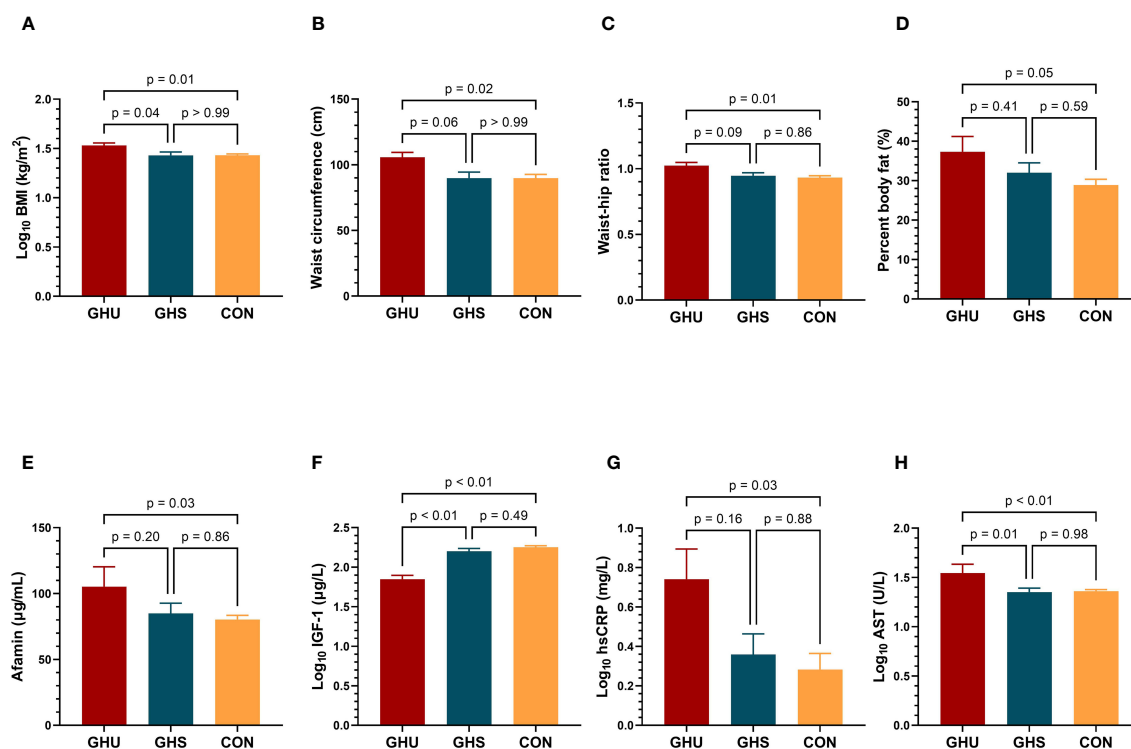 A
p = 0.01
p = 0.04
p > 0.99
Log10 BMI (kg/m2)
2.0
1.5
1.0
0.5
0.0
GHU GHS CON
B
p = 0.02
p = 0.06
p > 0.99
Waist circumference (cm)
150
100
50
0
GHU GHS CON
C
p = 0.01
p = 0.09
p = 0.86
Waist-hip ratio
1.5
1.0
0.5
0.0
GHU GHS CON
D
p = 0.05
p = 0.41
p = 0.59
Percent body fat (%)
50
40
30
20
10
0
GHU GHS CON
E
p = 0.03
p = 0.20
p = 0.86
Afamin (µg/mL)
150
100
50
0
GHU GHS CON
F
p < 0.01
p < 0.01
p = 0.49
Log10 IGF-1 (µg/L)
2.5
2.0
1.5
1.0
0.5
0.0
GHU GHS CON
G
p = 0.03
p = 0.16
p = 0.88
Log10 hsCRP (mg/L)
1.0
0.8
0.6
0.4
0.2
0.0
GHU GHS CON
H
p < 0.01
p = 0.01
p = 0.98
Log10 AST (U/L)
2.0
1.5
1.0
0.5
0.0
GHU GHS CON